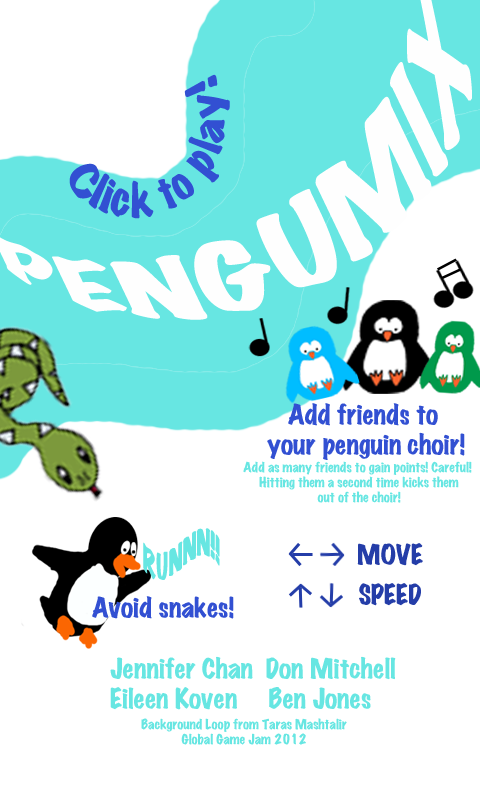 Click to play!
PENGUMIX
Add friends to
your penguin choir!
Add as many friends to gain points! Careful!
Hitting them a second time kicks them
out of the choir!
RUNNN!!
Avoid snakes!
← → MOVE
↑ ↓ SPEED
Jennifer Chan Don Mitchell
Eileen Koven Ben Jones
Background Loop from Taras Mashtalir
Global Game Jam 2012